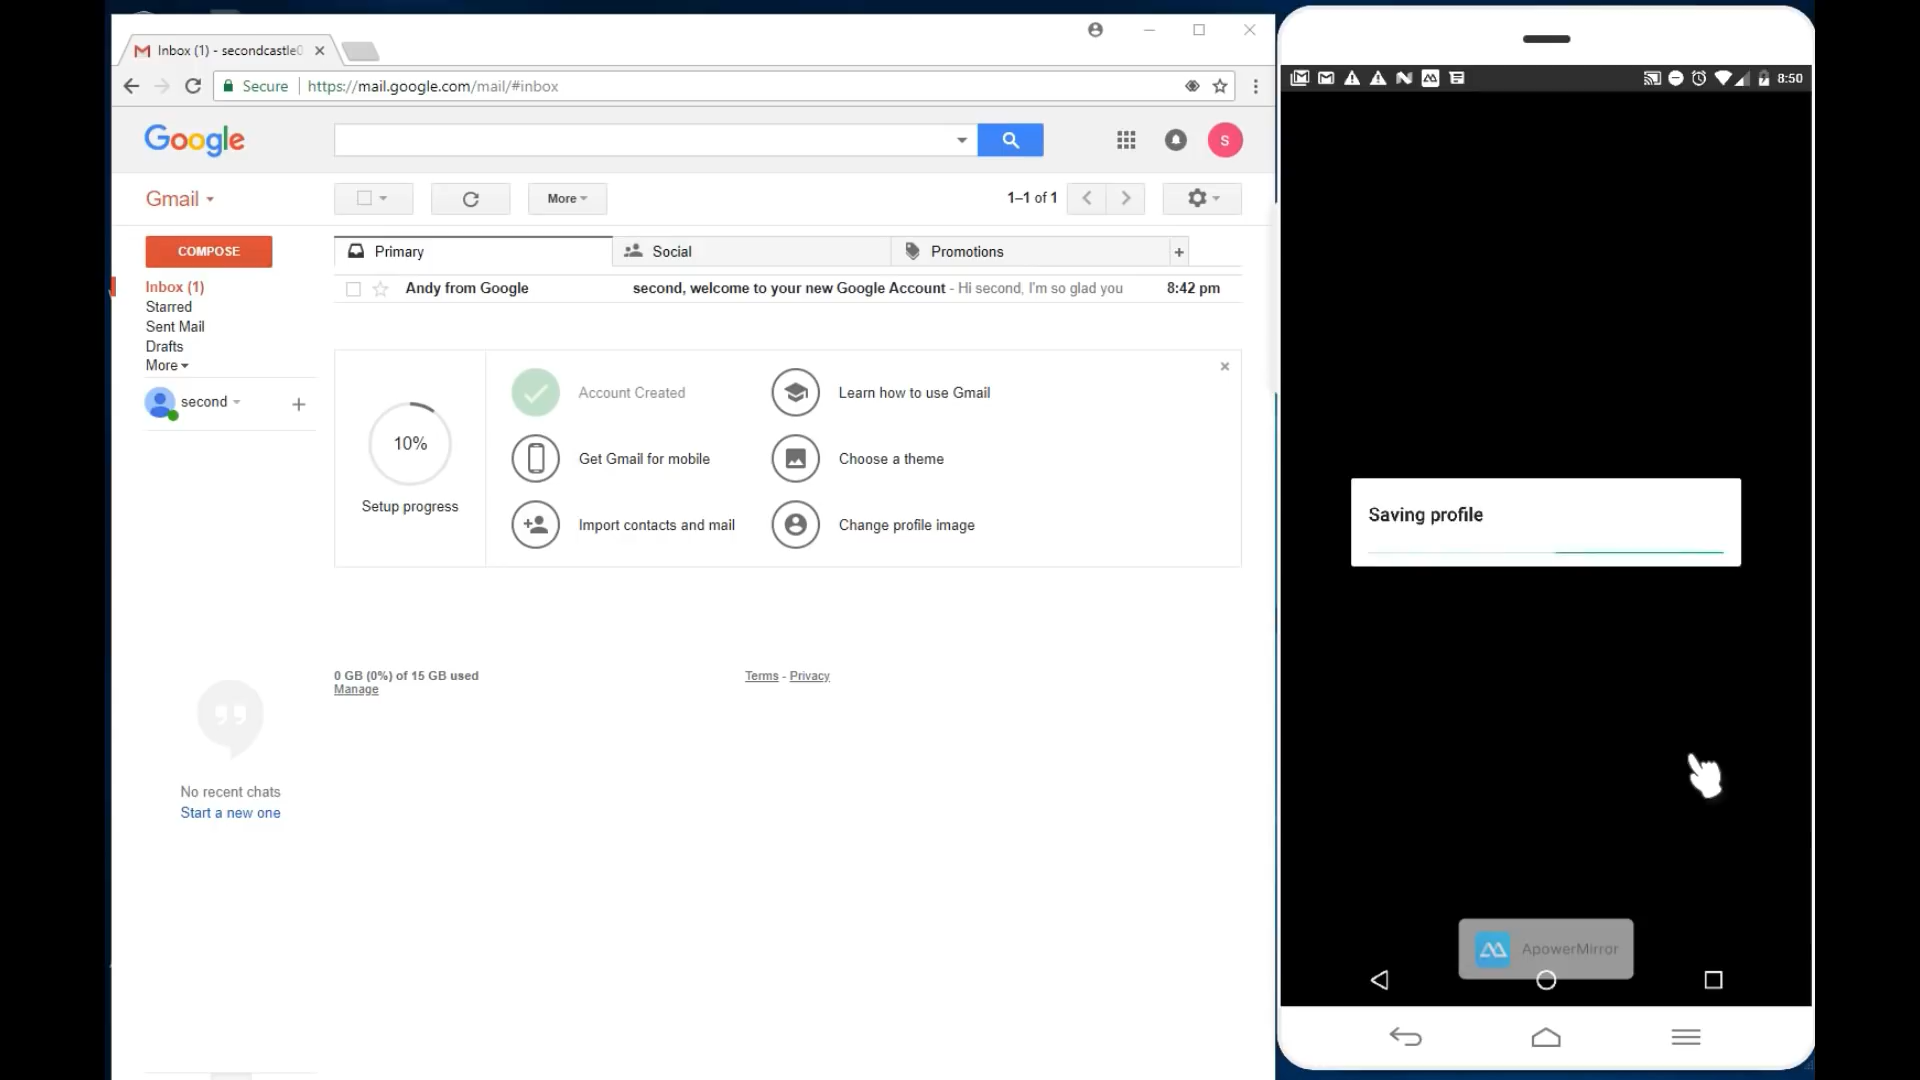 Inbox (1) - secondcastle0
Secure
https://mail.google.com/mail/#inbox
Google
S
Gmail
More
1–1 of 1
COMPOSE
Inbox (1)
Starred
Sent Mail
Drafts
More
second
Primary
Social
Promotions
Andy from Google
second, welcome to your new Google Account - Hi second, I'm so glad you
8:42 pm
10%
Setup progress
Account Created
Get Gmail for mobile
Import contacts and mail
Learn how to use Gmail
Choose a theme
Change profile image
0 GB (0%) of 15 GB used
Manage
Terms - Privacy
No recent chats
Start a new one
8:50
Saving profile
ApowerMirror